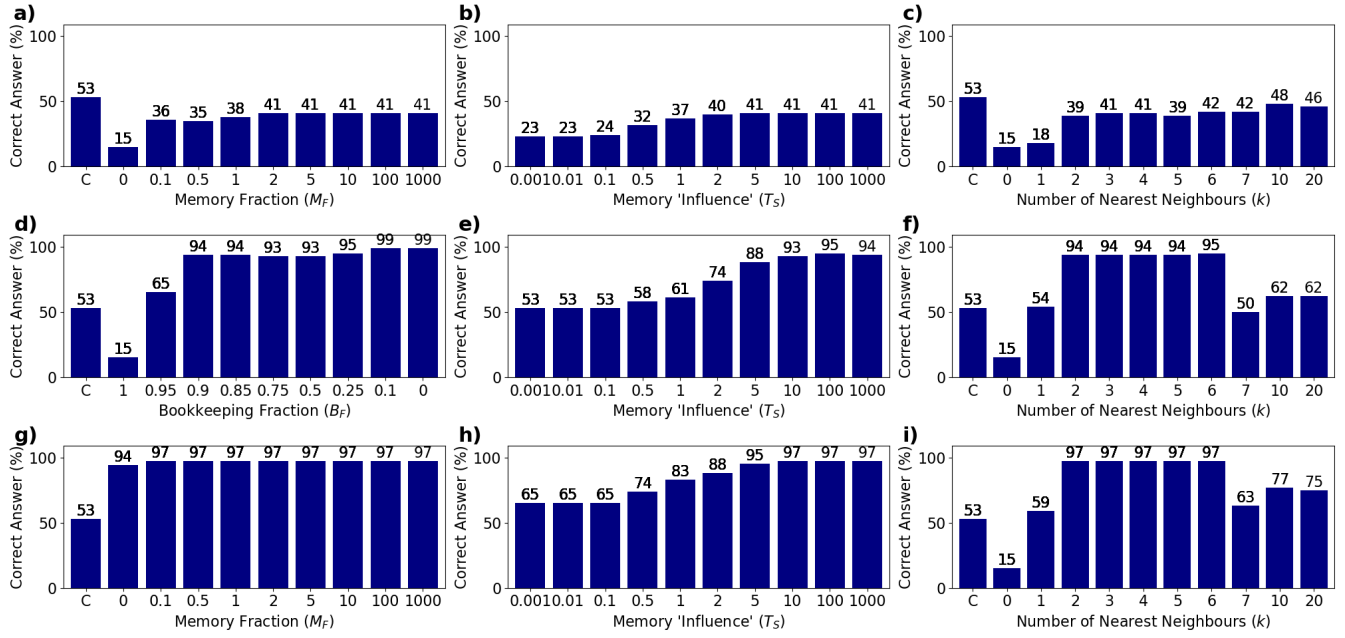 a)
Correct Answer (%)
100
50
0
53 15 36 35 38 41 41 41 41 41
C 0 0.1 0.5 1 2 5 10 100 1000
Memory Fraction (M_F)
b)
Correct Answer (%)
100
50
0
23 23 24 32 37 40 41 41 41 41
0.001 0.01 0.1 0.5 1 2 5 10 100 1000
Memory 'Influence' (T_S)
c)
Correct Answer (%)
100
50
0
53 15 18 39 41 41 39 42 42 48 46
C 0 1 2 3 4 5 6 7 10 20
Number of Nearest Neighbours (k)
d)
Correct Answer (%)
100
50
0
53 15 65 94 94 93 93 95 99 99
C 1 0.95 0.9 0.85 0.75 0.5 0.25 0.1 0
Bookkeeping Fraction (B_F)
e)
Correct Answer (%)
100
50
0
53 53 53 58 61 74 88 93 95 94
0.001 0.01 0.1 0.5 1 2 5 10 100 1000
Memory 'Influence' (T_S)
f)
Correct Answer (%)
100
50
0
53 15 54 94 94 94 94 95 50 62 62
C 0 1 2 3 4 5 6 7 10 20
Number of Nearest Neighbours (k)
g)
Correct Answer (%)
100
50
0
53 94 97 97 97 97 97 97 97 97
C 0 0.1 0.5 1 2 5 10 100 1000
Memory Fraction (M_F)
h)
Correct Answer (%)
100
50
0
65 65 65 74 83 88 95 97 97 97
0.001 0.01 0.1 0.5 1 2 5 10 100 1000
Memory 'Influence' (T_S)
i)
Correct Answer (%)
100
50
0
53 15 59 97 97 97 97 97 63 77 75
C 0 1 2 3 4 5 6 7 10 20
Number of Nearest Neighbours (k)